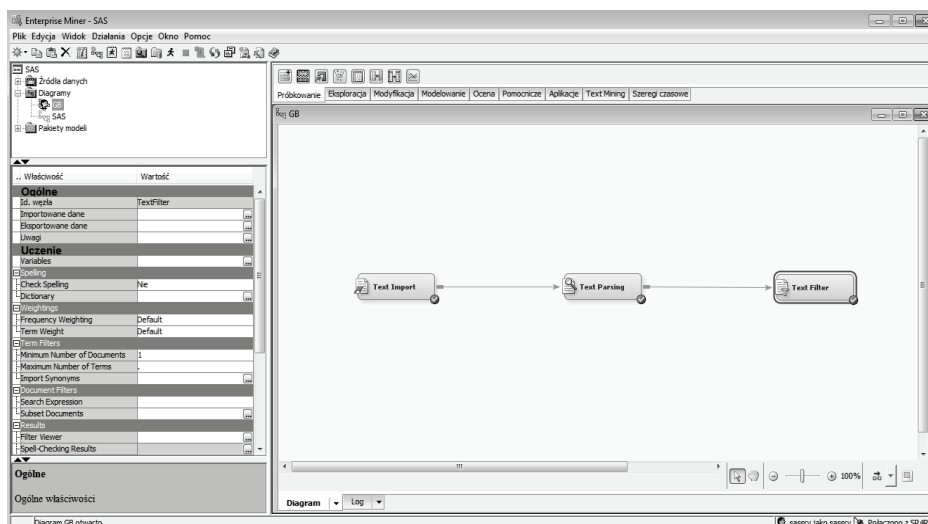 Enterprise Miner - SAS
Plik Edycja Widok Działania Opcje Okno Pomoc
SAS
Źródła danych
Diagramy
GB
SAS
Pakiety modeli
.. Właściwość Wartość
Ogólne
Id. węzła TextFilter
Importowane dane
Eksportowane dane
Uwagi
Uczenie
Variables
Spelling
Check Spelling Nie
Dictionary
Weightings
Frequency Weighting Default
Term Weight Default
Term Filters
Minimum Number of Documents 1
Maximum Number of Terms .
Import Synonyms
Document Filters
Search Expression
Subset Documents
Results
Filter Viewer
Spell-Checking Results
Ogólne
Ogólne właściwości
Diagram GB otwarto
Próbkowanie Eksploracja Modyfikacja Modelowanie Ocena Pomocnicze Aplikacje Text Mining Szeregi czasowe
GB
Text Import
Text Parsing
Text Filter
100%
Diagram Log
sassry jako sassry Połączono z SR4R